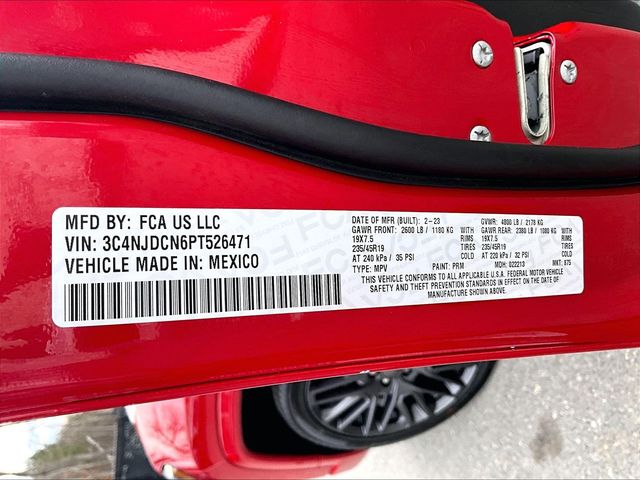 MFD BY: FCA US LLC
VIN: 3C4NJDCN6PT526471
VEHICLE MADE IN: MEXICO
DATE OF MFR (BUILT): 2-23 GVWR: 4800 LB / 2178 KG
GAWR FRONT: 2600 LB / 1180 KG WITH GAWR REAR: 2380 LB / 1080 KG WITH
19X7.5 RIMS 19X7.5 RIMS
235/45R19 TIRES 235/45R19 TIRES
AT 240 kPa / 35 PSI COLD AT 220 kPa / 32 PSI COLD
TYPE: MPV PAINT: PRM MDH: 022213 MNT: 875
THIS VEHICLE CONFORMS TO ALL APPLICABLE U.S.A. FEDERAL MOTOR VEHICLE
SAFETY AND THEFT PREVENTION STANDARDS IN EFFECT ON THE DATE OF
MANUFACTURE SHOWN ABOVE.